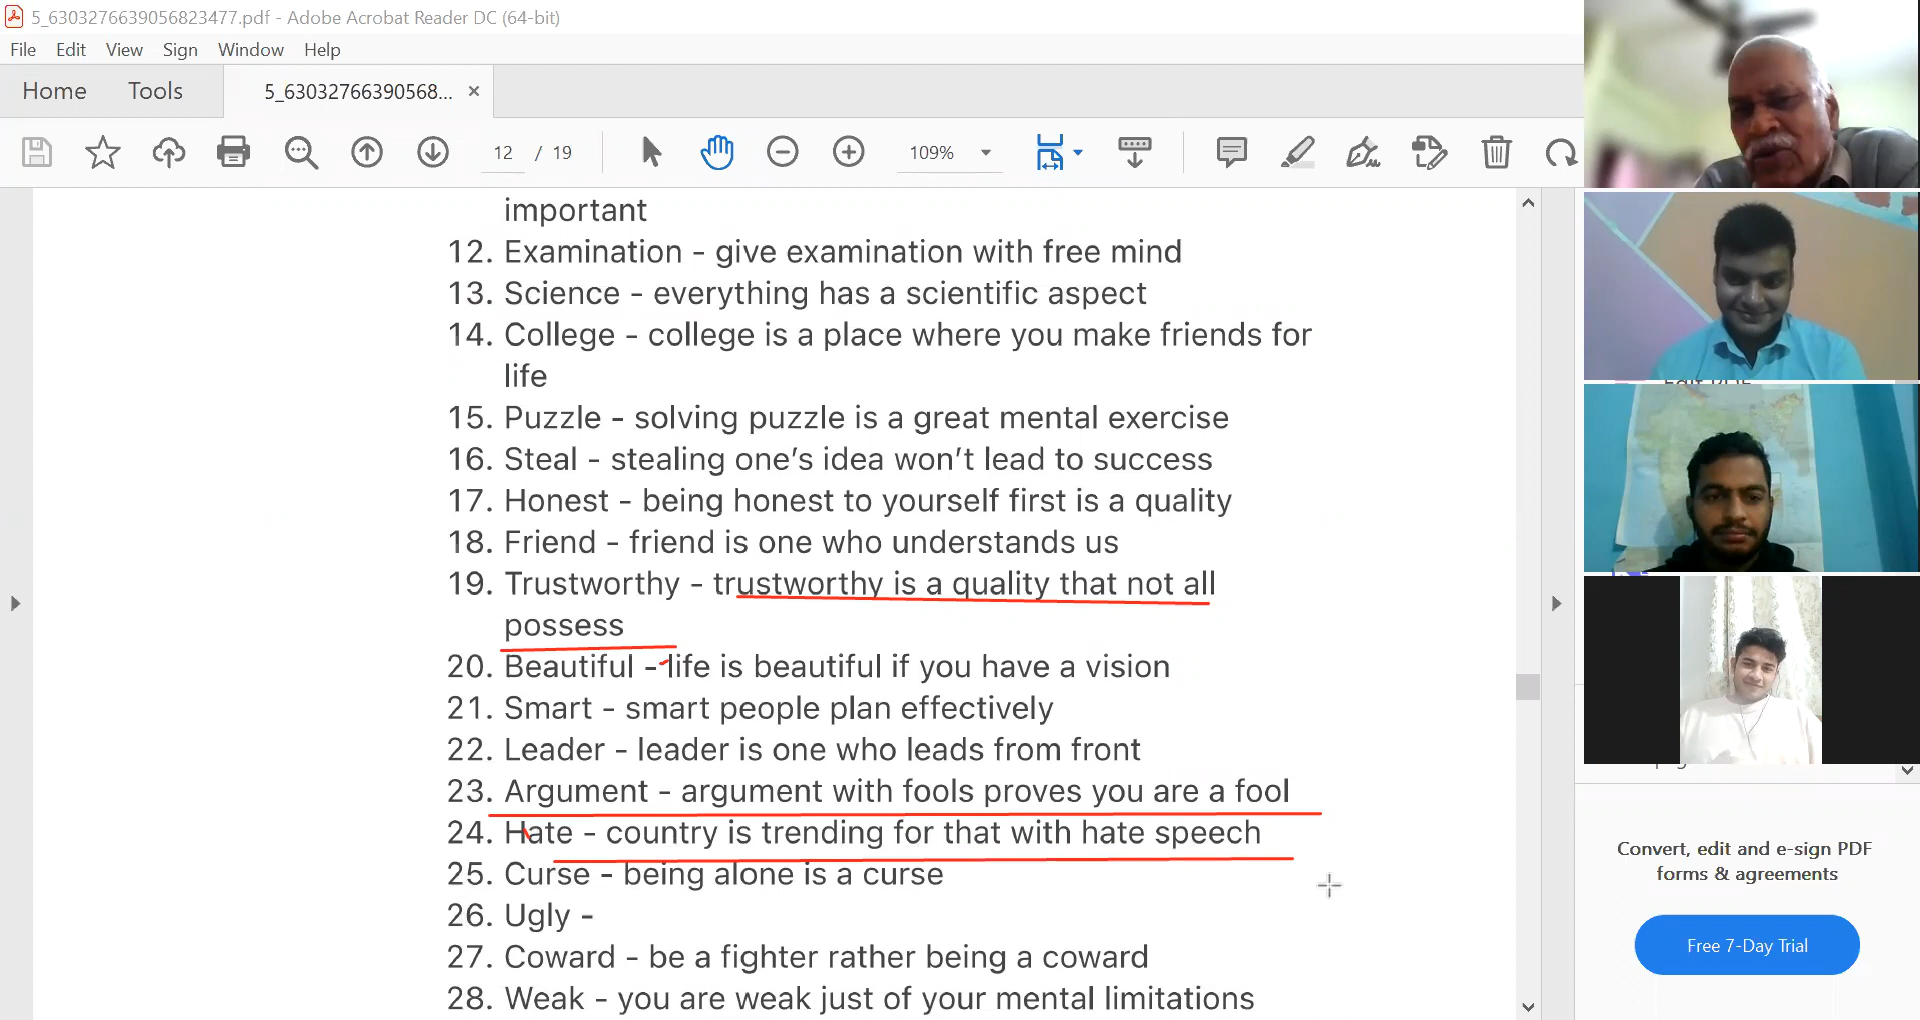 5_6303276639056823477.pdf - Adobe Acrobat Reader DC (64-bit)
File Edit View Sign Window Help
Home Tools 5_63032766390568... ×
12 / 19 109%
important
12. Examination - give examination with free mind
13. Science - everything has a scientific aspect
14. College - college is a place where you make friends for
life
15. Puzzle - solving puzzle is a great mental exercise
16. Steal - stealing one’s idea won’t lead to success
17. Honest - being honest to yourself first is a quality
18. Friend - friend is one who understands us
19. Trustworthy - trustworthy is a quality that not all
possess
20. Beautiful - life is beautiful if you have a vision
21. Smart - smart people plan effectively
22. Leader - leader is one who leads from front
23. Argument - argument with fools proves you are a fool
24. Hate - country is trending for that with hate speech
25. Curse - being alone is a curse
26. Ugly -
27. Coward - be a fighter rather being a coward
28. Weak - you are weak just of your mental limitations
Edit PDF
Convert, edit and e-sign PDF
forms & agreements
Free 7-Day Trial